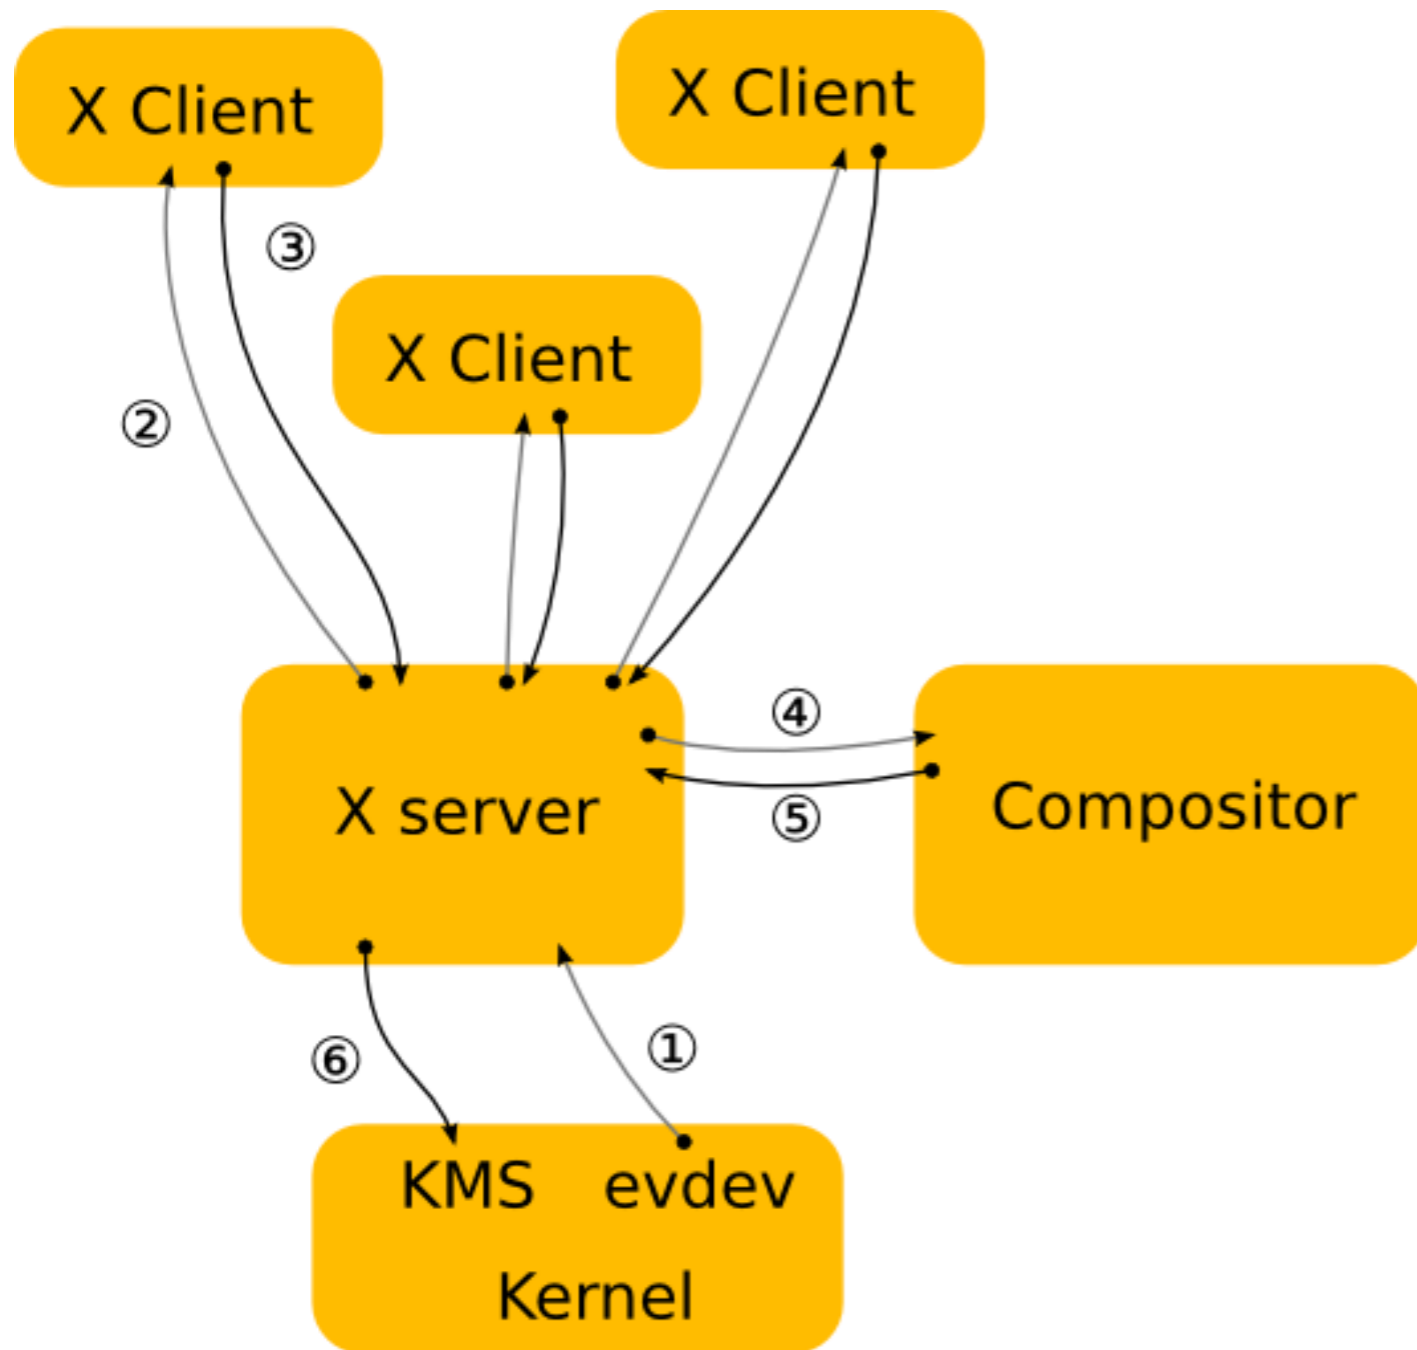 X Client
X Client
③
X Client
②
④
X server
Compositor
⑤
⑥
①
KMS evdev
Kernel